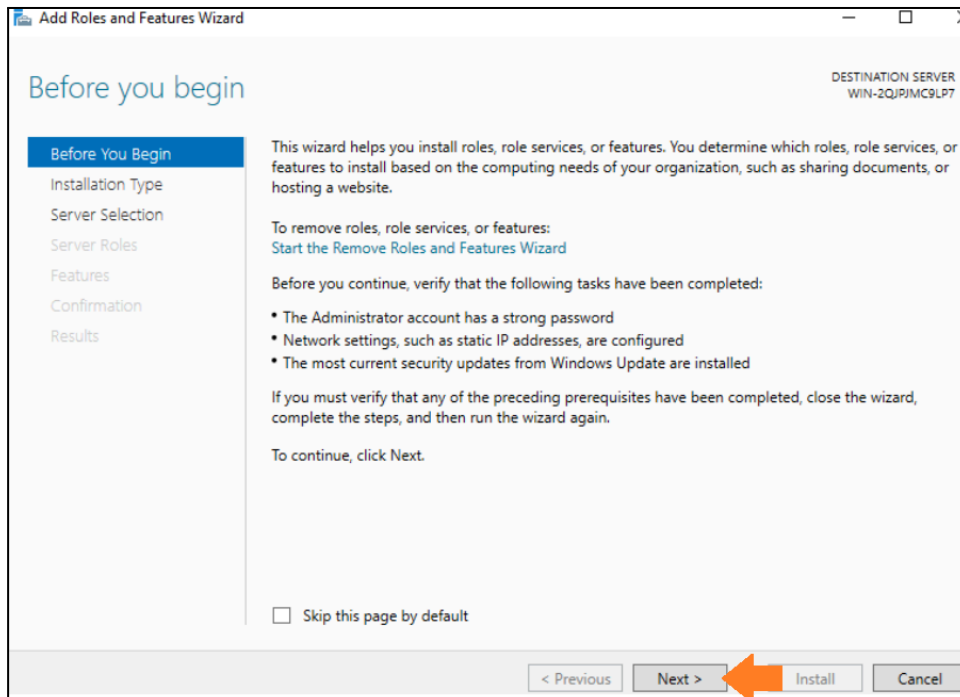 Add Roles and Features Wizard
Before you begin
DESTINATION SERVER
WIN-2QJPJMC9LP7
Before You Begin
Installation Type
Server Selection
Server Roles
Features
Confirmation
Results
This wizard helps you install roles, role services, or features. You determine which roles, role services, or
features to install based on the computing needs of your organization, such as sharing documents, or
hosting a website.
To remove roles, role services, or features:
Start the Remove Roles and Features Wizard
Before you continue, verify that the following tasks have been completed:
• The Administrator account has a strong password
• Network settings, such as static IP addresses, are configured
• The most current security updates from Windows Update are installed
If you must verify that any of the preceding prerequisites have been completed, close the wizard,
complete the steps, and then run the wizard again.
To continue, click Next.
Skip this page by default
< Previous
Next >
Install
Cancel